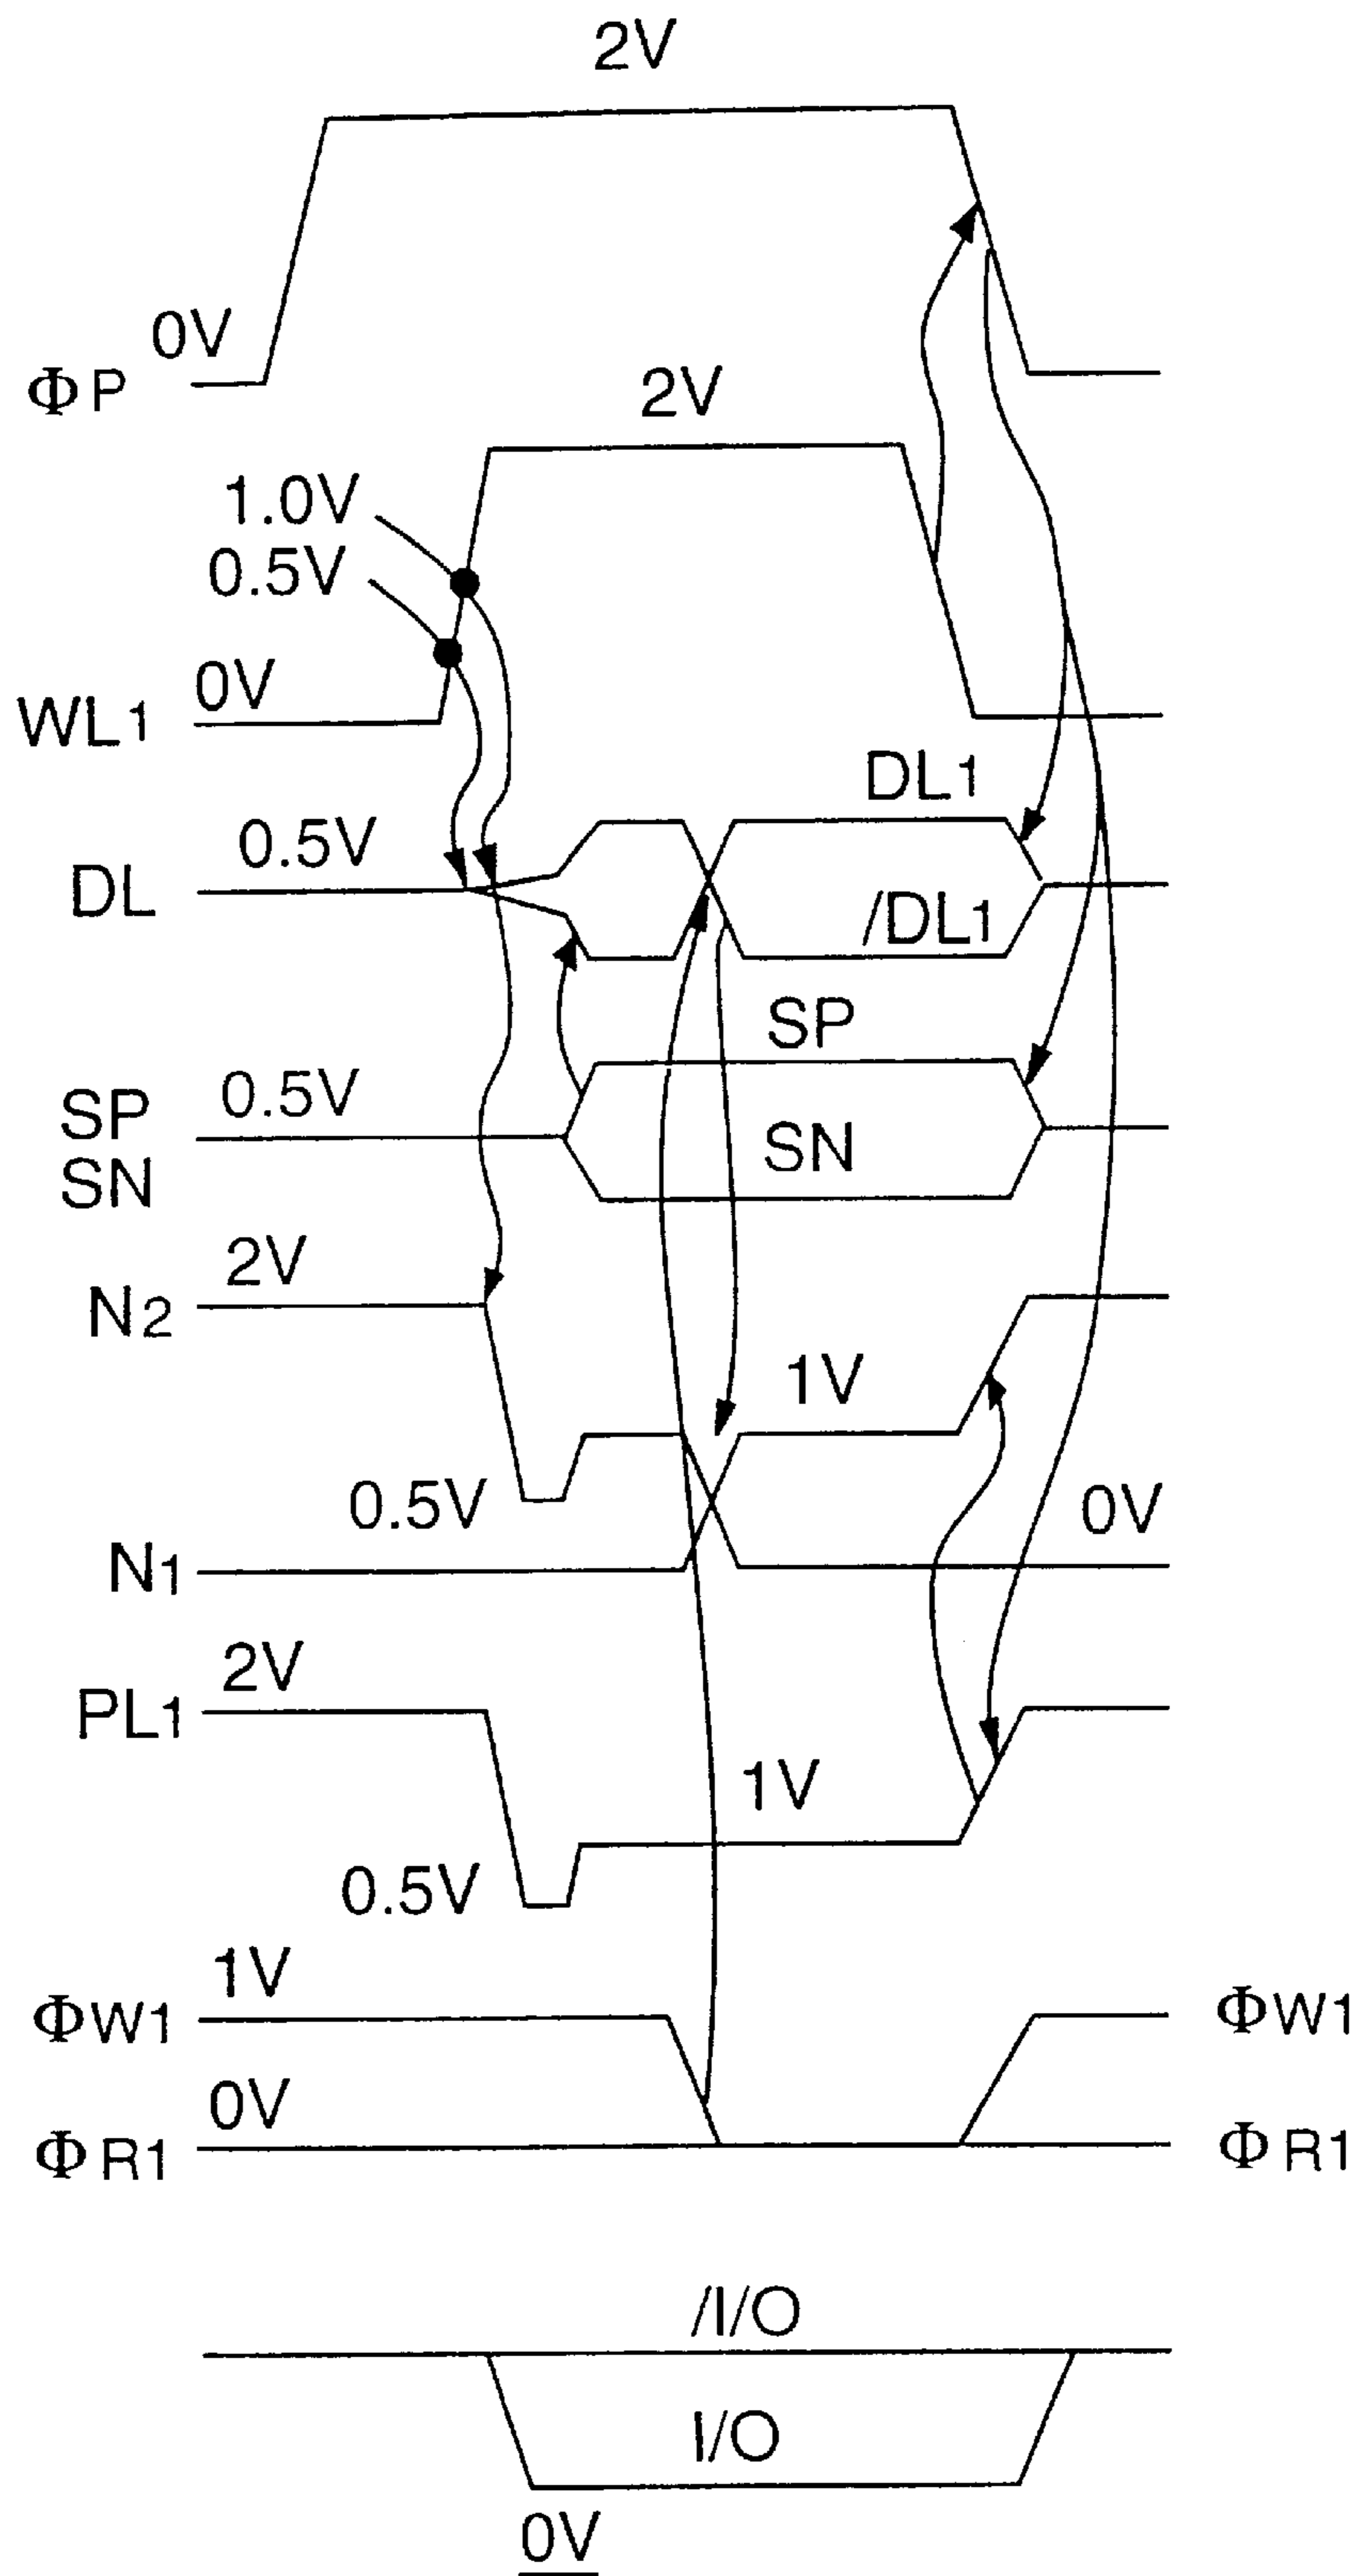 2V
0V
ΦP
2V
1.0V
0.5V
0V
WL1
DL1
0.5V
DL
/DL1
SP
0.5V
SP
SN
SN
2V
N2
1V
0.5V
0V
N1
2V
PL1
1V
0.5V
1V
ΦW1
ΦW1
0V
ΦR1
ΦR1
/I/O
I/O
0V